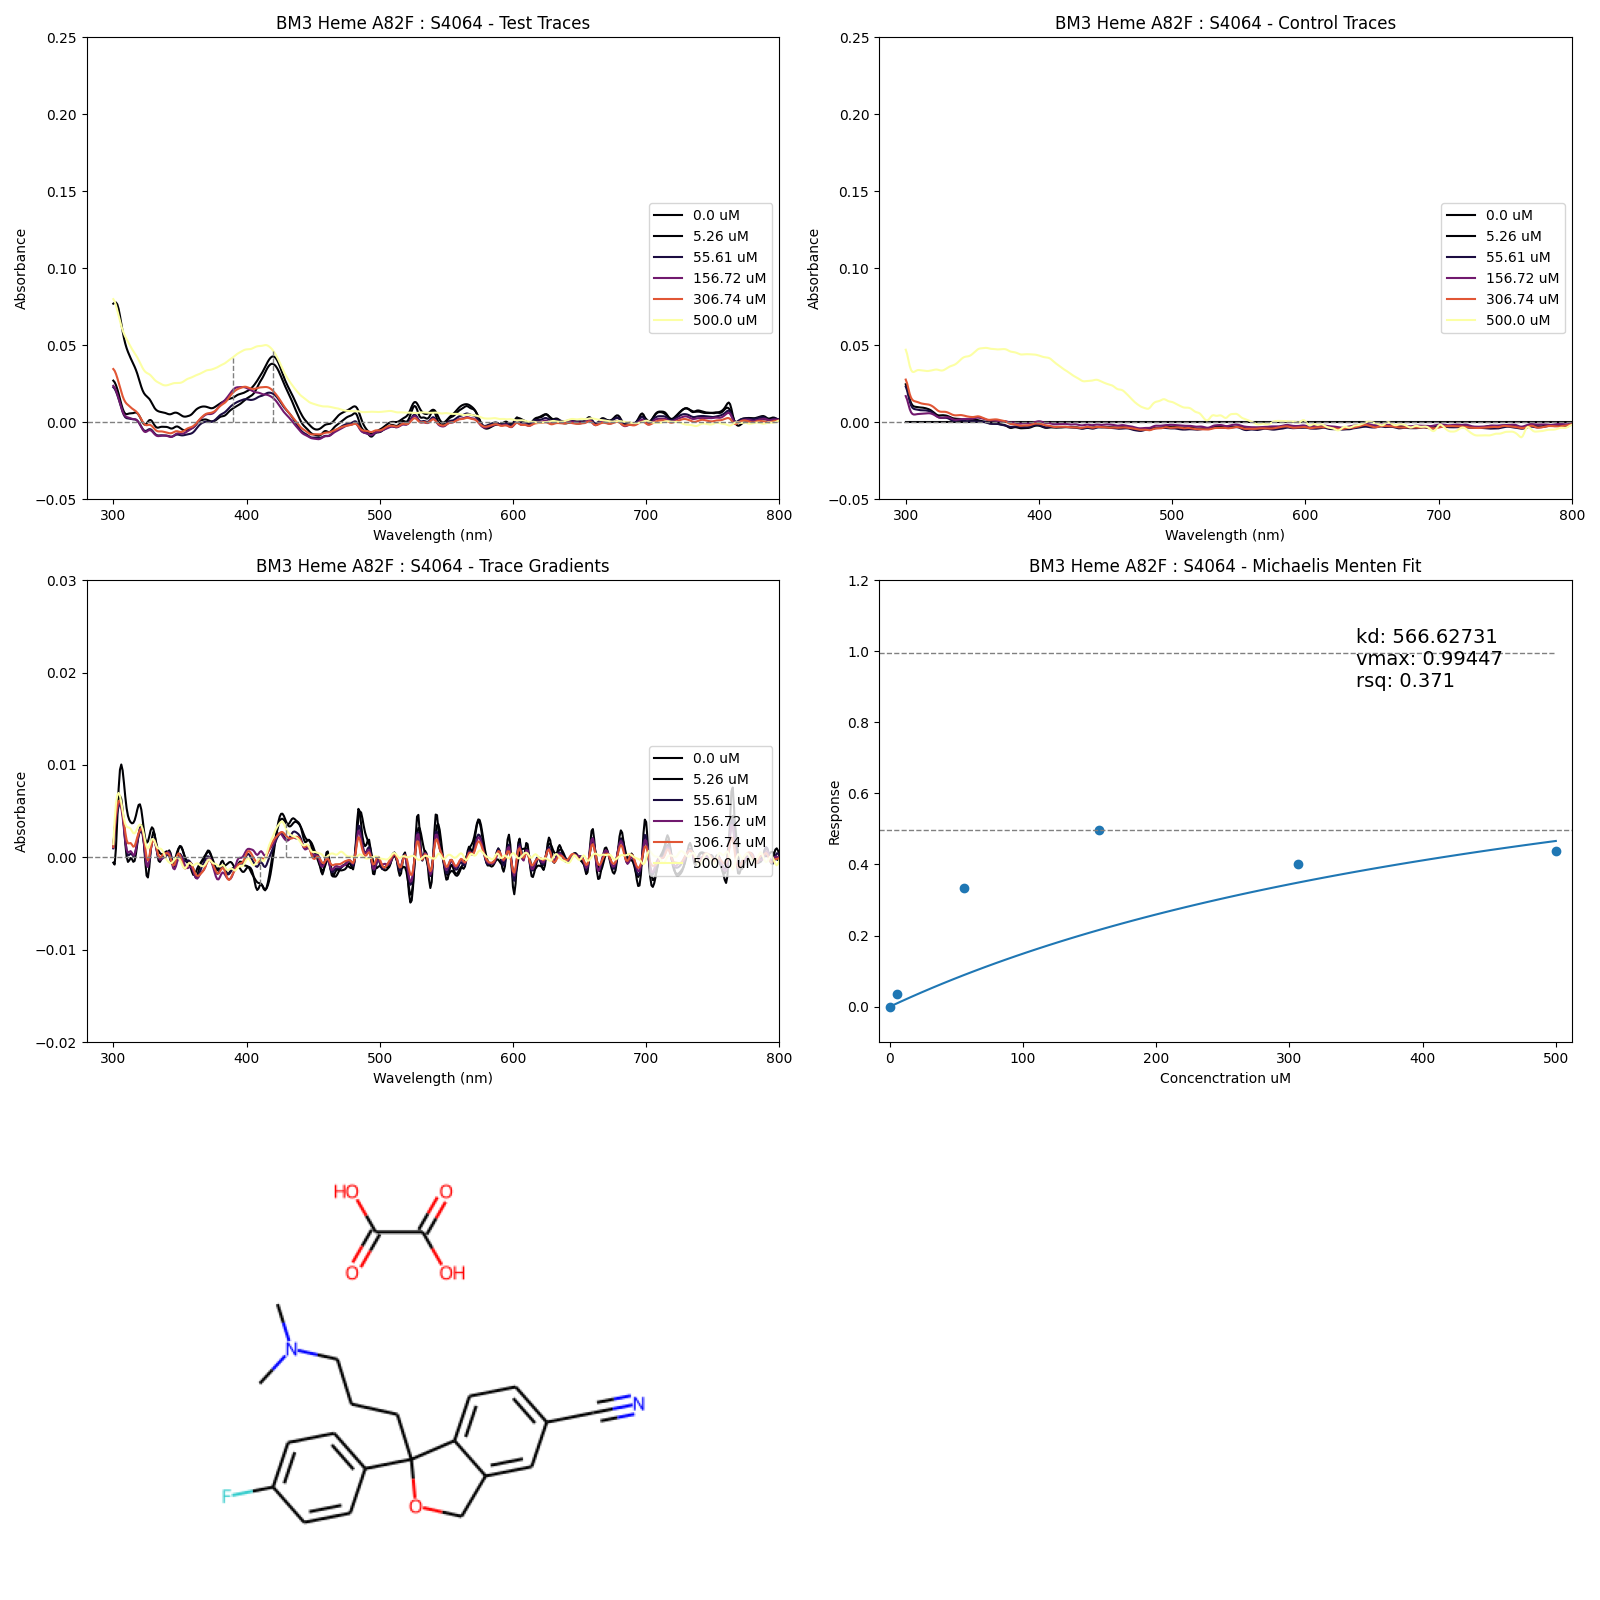 BM3 Heme A82F : S4064 - Test Traces
Absorbance
0.25
0.20
0.15
0.10
0.05
0.00
−0.05
300 400 500 600 700 800
Wavelength (nm)
0.0 uM
5.26 uM
55.61 uM
156.72 uM
306.74 uM
500.0 uM
BM3 Heme A82F : S4064 - Control Traces
Absorbance
0.25
0.20
0.15
0.10
0.05
0.00
−0.05
300 400 500 600 700 800
Wavelength (nm)
0.0 uM
5.26 uM
55.61 uM
156.72 uM
306.74 uM
500.0 uM
BM3 Heme A82F : S4064 - Trace Gradients
Absorbance
0.03
0.02
0.01
0.00
−0.01
−0.02
300 400 500 600 700 800
Wavelength (nm)
0.0 uM
5.26 uM
55.61 uM
156.72 uM
306.74 uM
500.0 uM
BM3 Heme A82F : S4064 - Michaelis Menten Fit
Response
1.2
1.0
0.8
0.6
0.4
0.2
0.0
0 100 200 300 400 500
Concenctration uM
kd: 566.62731
vmax: 0.99447
rsq: 0.371
HO O
O OH
N
N
F
O